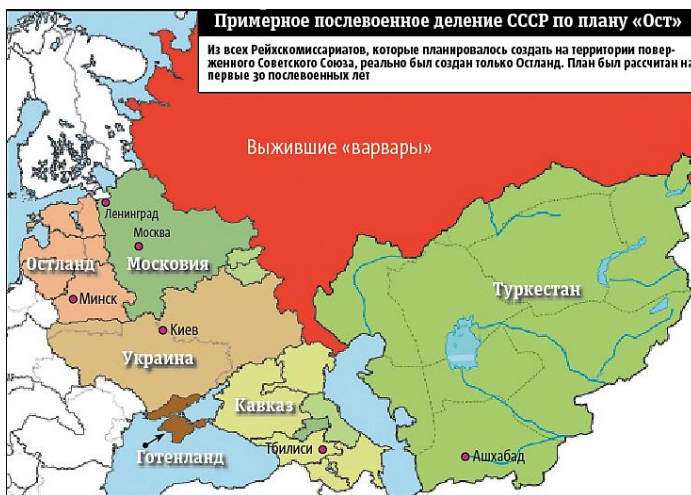 Примерное послевоенное деление СССР по плану «Ост»
Из всех Рейхскомиссариатов, которые планировалось создать на территории повер-
женного Советского Союза, реально был создан только Остланд. План был рассчитан на
первые 30 послевоенных лет
Выжившие «варвары»
Ленинград
Москва
Остланд
Московия
Минск
Туркестан
Киев
Украина
Кавказ
Готенланд
Тбилиси
Ашхабад